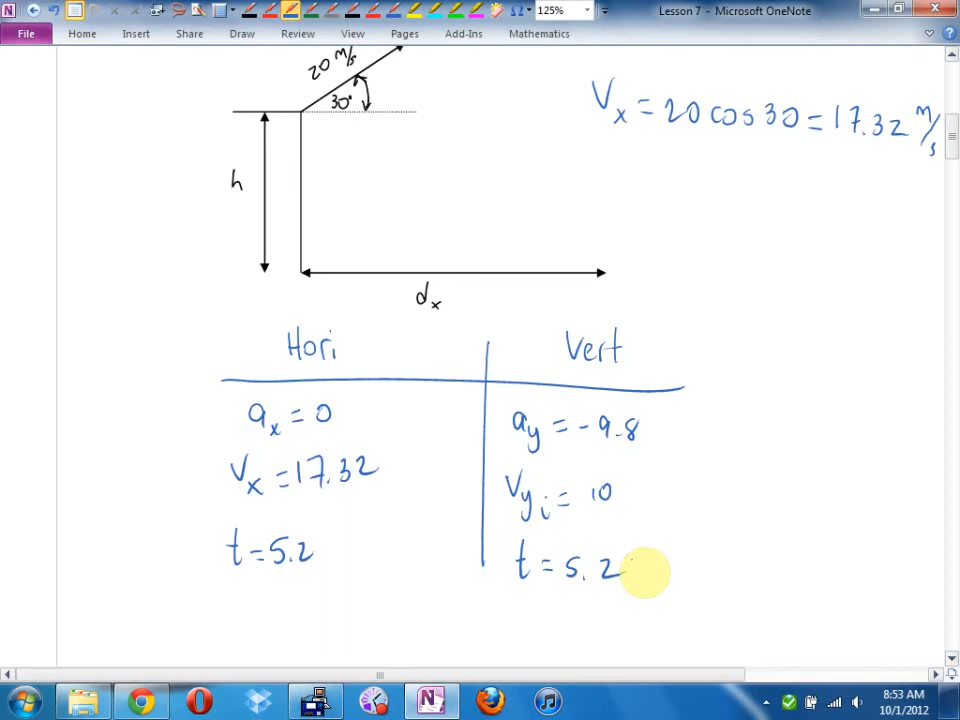 125%
Lesson 7 - Microsoft OneNote
File Home Insert Share Draw Review Pages View Add-Ins Mathematics
20 m/s
30°
Vx = 20 cos 30 = 17.32 m/s
h
dx
Hori Vert
ax = 0
ay = -9.8
vx = 17.32
Vyi = 10
t = 5.2
t = 5.2
8:53 AM
10/1/2012